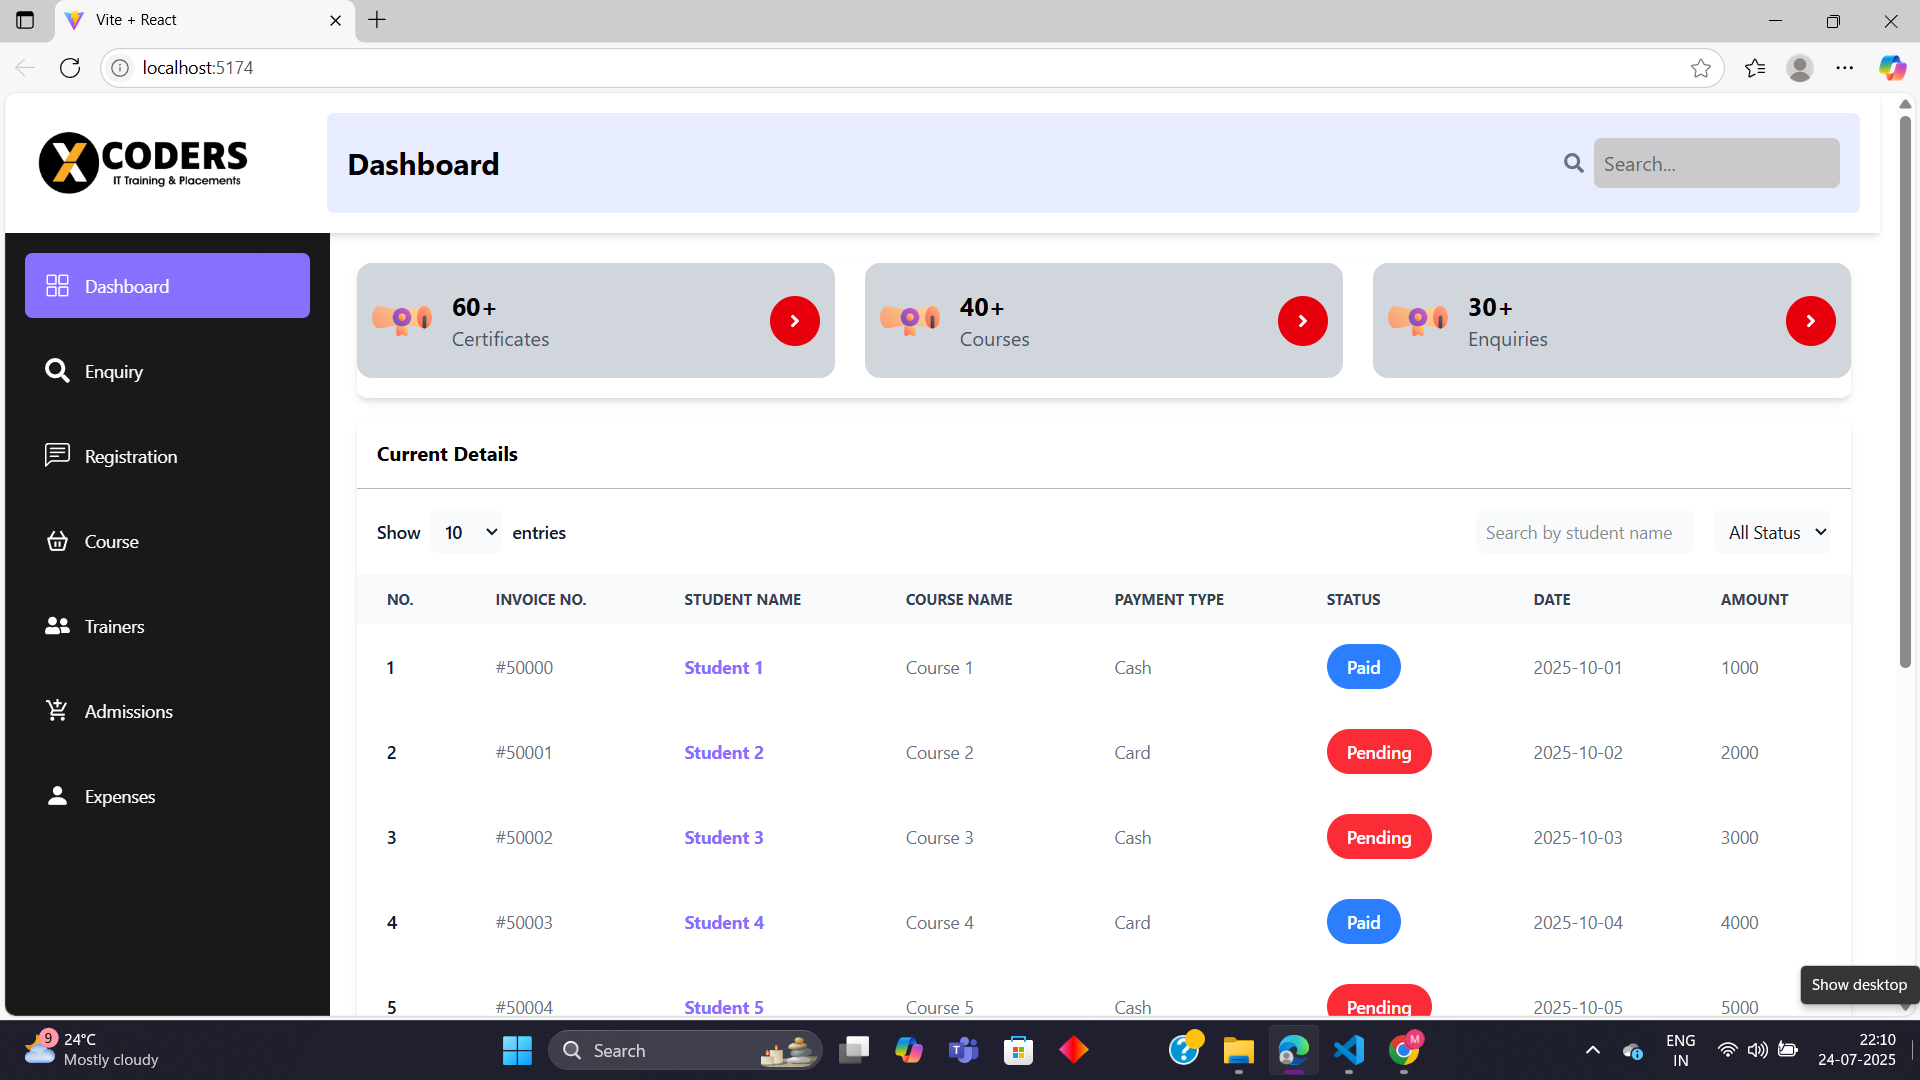 Vite + React
localhost:5174
X CODERS
IT Training & Placements
Dashboard
Search...
Dashboard
Enquiry
Registration
Course
Trainers
Admissions
Expenses
60+
Certificates
40+
Courses
30+
Enquiries
Current Details
Show 10 entries
Search by student name
All Status
NO. INVOICE NO. STUDENT NAME COURSE NAME PAYMENT TYPE STATUS DATE AMOUNT
1 #50000 Student 1 Course 1 Cash Paid 2025-10-01 1000
2 #50001 Student 2 Course 2 Card Pending 2025-10-02 2000
3 #50002 Student 3 Course 3 Cash Pending 2025-10-03 3000
4 #50003 Student 4 Course 4 Card Paid 2025-10-04 4000
5 #50004 Student 5 Course 5 Cash Pending 2025-10-05 5000
Show desktop
9
24°C
Mostly cloudy
Search
T
M
ENG
IN
22:10
24-07-2025